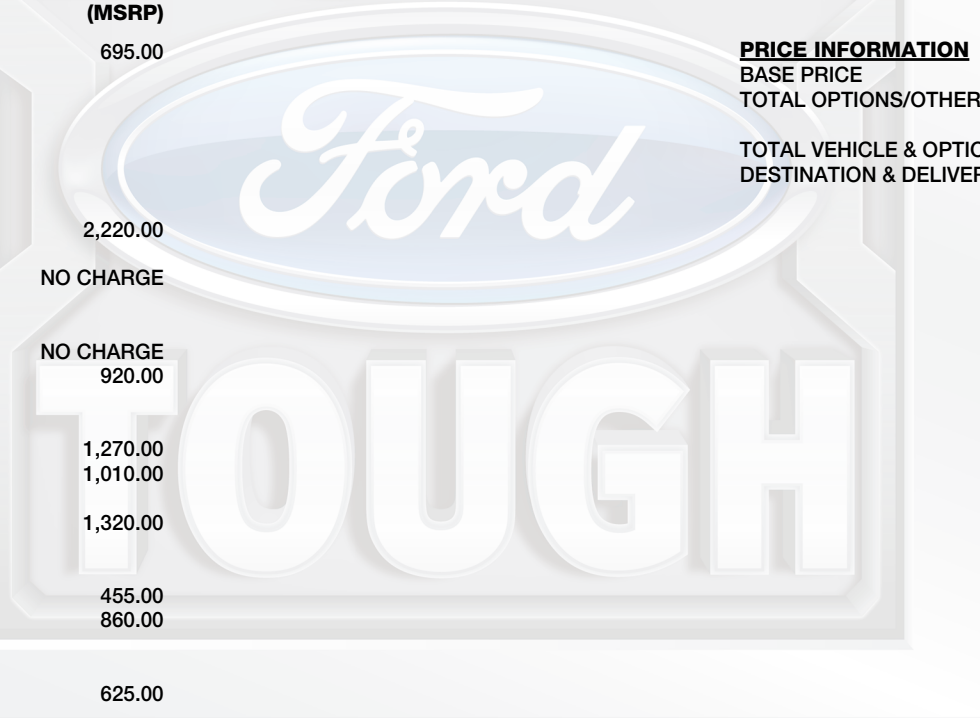 (MSRP)
695.00
2,220.00
NO CHARGE
NO CHARGE
920.00
1,270.00
1,010.00
1,320.00
455.00
860.00
625.00
PRICE INFORMATION
BASE PRICE
TOTAL OPTIONS/OTHER
TOTAL VEHICLE & OPTIO
DESTINATION & DELIVER
Ford
TOUGH